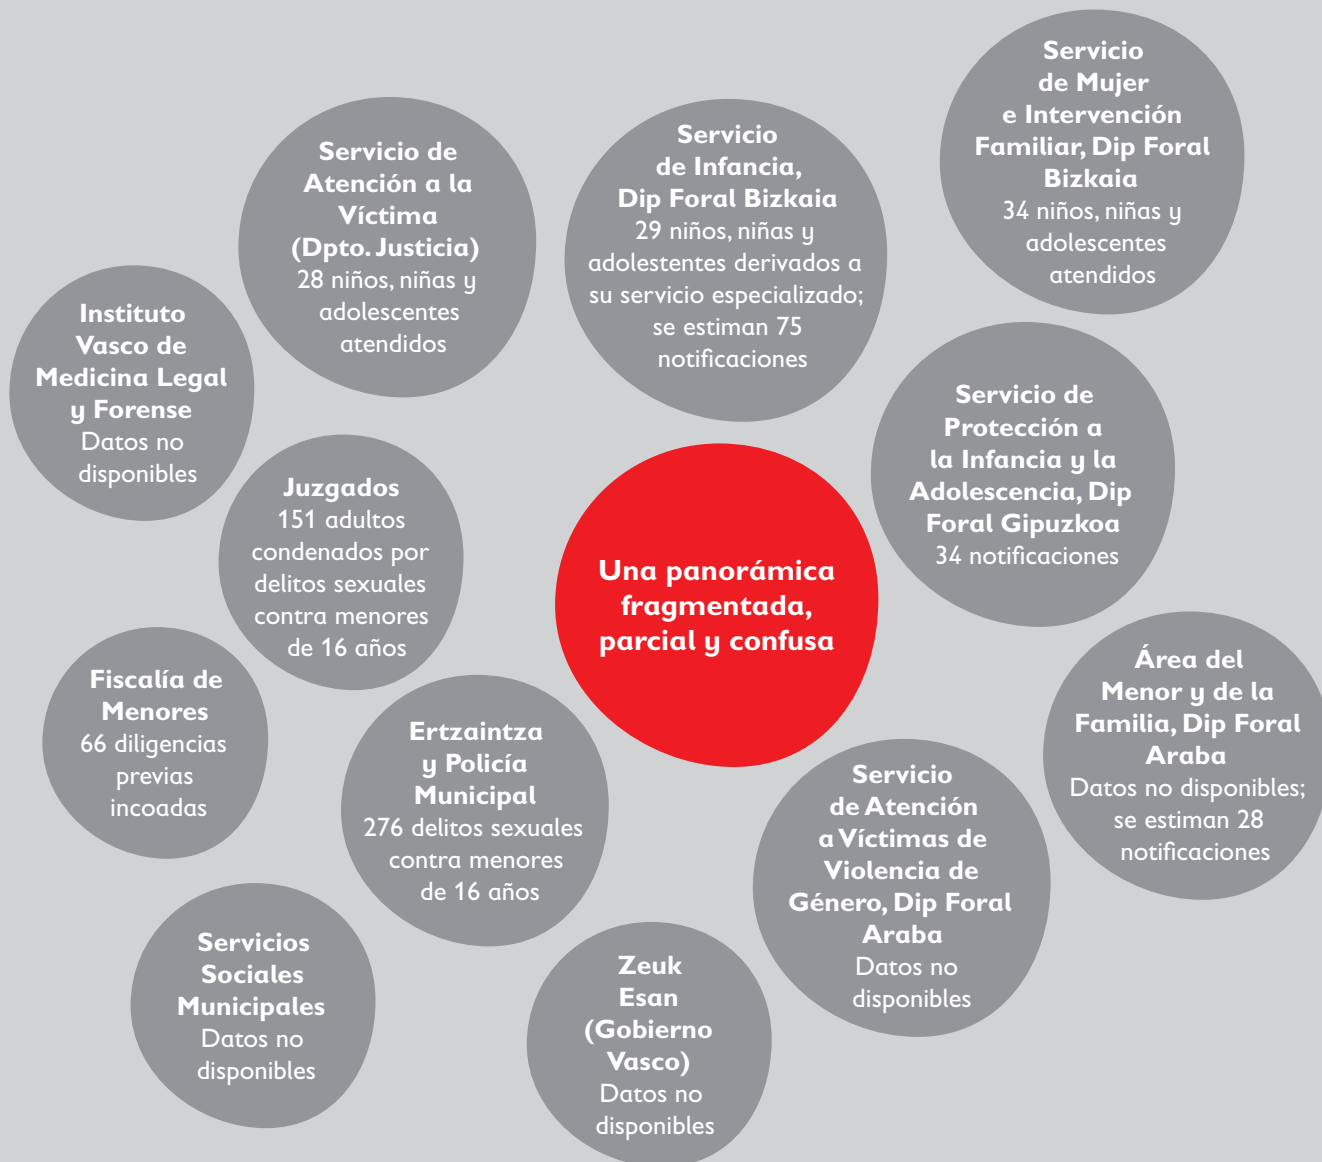 Servicio
de Mujer
e Intervención
Familiar, Dip Foral
Bizkaia
34 niños, niñas y
adolescentes
atendidos
Servicio
de Infancia,
Dip Foral Bizkaia
29 niños, niñas y
adolestentes derivados a
su servicio especializado;
se estiman 75
notificaciones
Servicio de
Atención a la
Víctima
(Dpto. Justicia)
28 niños, niñas y
adolescentes
atendidos
Instituto
Vasco de
Medicina Legal
y Forense
Datos no
disponibles
Juzgados
151 adultos
condenados por
delitos sexuales
contra menores
de 16 años
Una panorámica
fragmentada,
parcial y confusa
Servicio de
Protección a
la Infancia y la
Adolescencia, Dip
Foral Gipuzkoa
34 notificaciones
Fiscalía de
Menores
66 diligencias
previas
incoadas
Ertzaintza
y Policía
Municipal
276 delitos sexuales
contra menores
de 16 años
Servicio
de Atención
a Víctimas de
Violencia de
Género, Dip Foral
Araba
Datos no
disponibles
Área del
Menor y de la
Familia, Dip Foral
Araba
Datos no disponibles;
se estiman 28
notificaciones
Servicios
Sociales
Municipales
Datos no
disponibles
Zeuk
Esan
(Gobierno
Vasco)
Datos no
disponibles